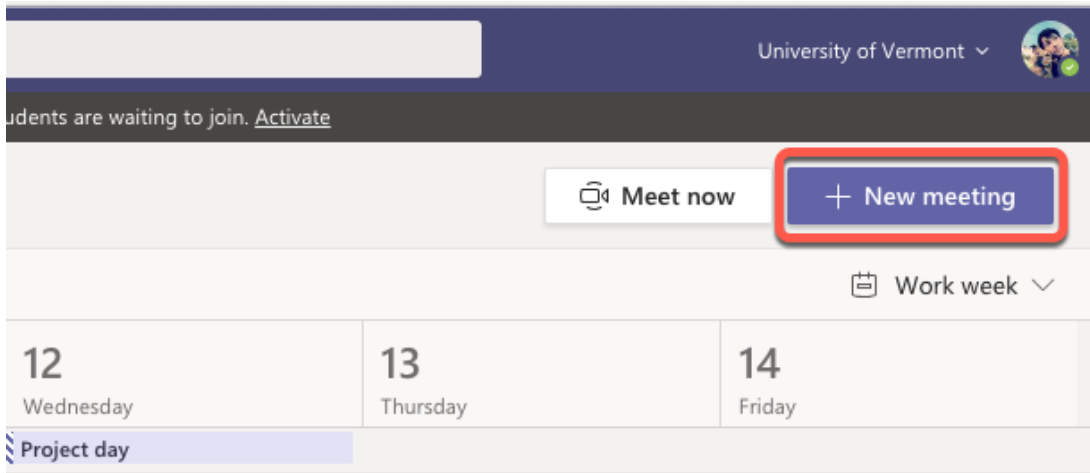 University of Vermont
udents are waiting to join. Activate
Meet now
+ New meeting
Work week
12
13
14
Wednesday
Thursday
Friday
Project day